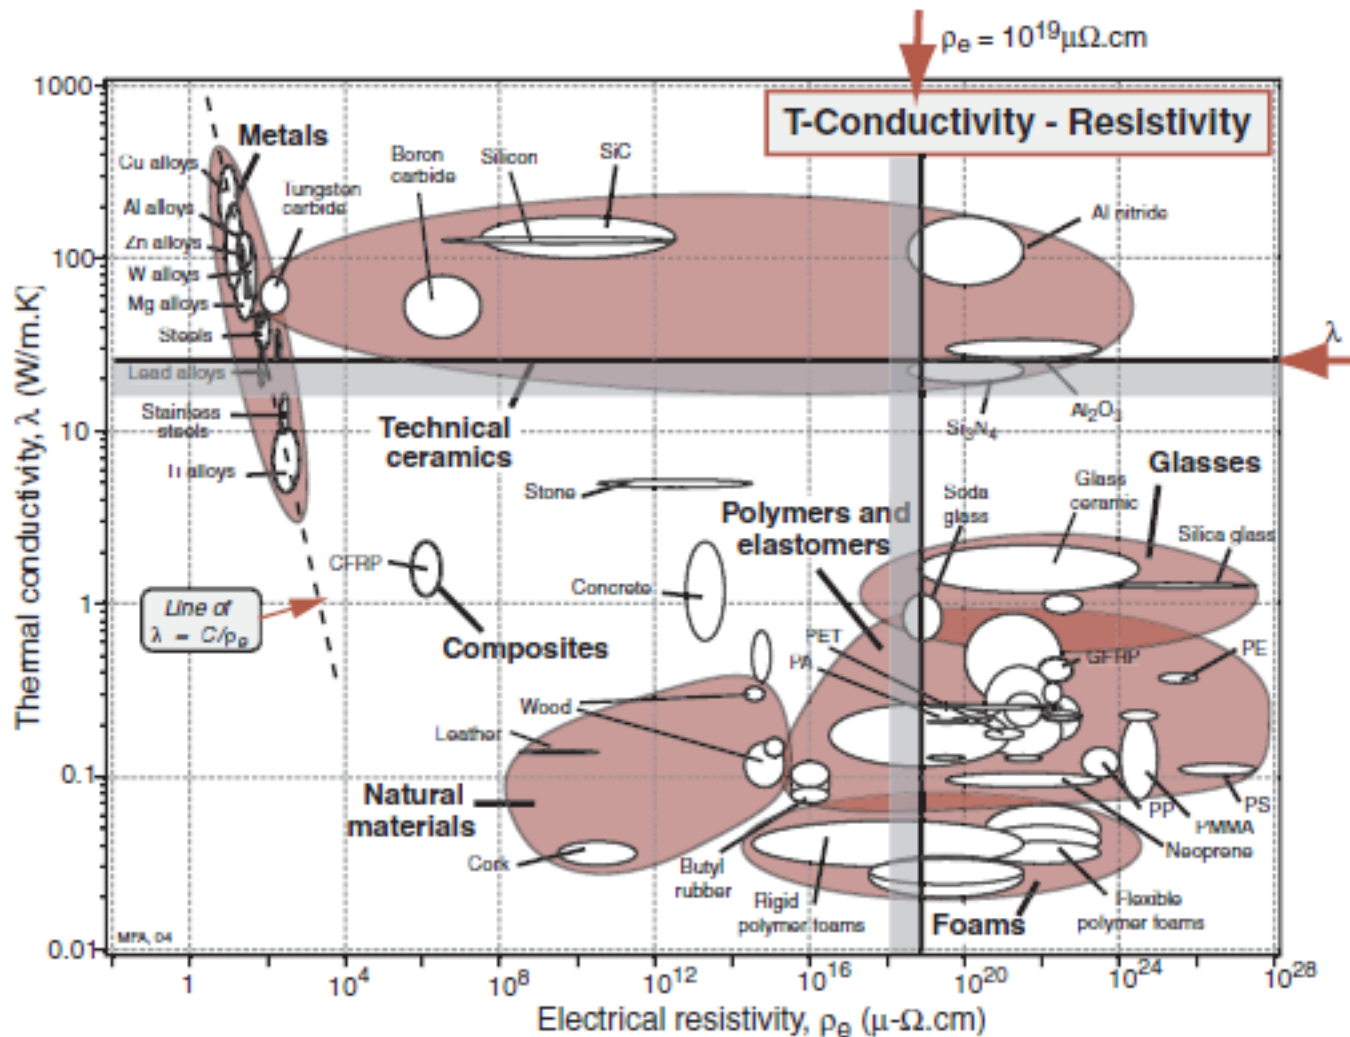 ρe = 10¹⁹μΩ.cm
T-Conductivity - Resistivity
1000
100
10
1
0.1
0.01
Thermal conductivity, λ (W/m.K)
Metals
Cu alloys
Al alloys
Zn alloys
W alloys
Mg alloys
Steels
Lead alloys
Stainless
steels
Ti alloys
Tungsten
carbide
Boron
carbide
Silicon
SiC
Al nitride
λ
Technical
ceramics
Si₃N₄
Al₂O₃
Glasses
Stone
Polymers and
elastomers
Soda
glass
Glass
ceramic
Silica glass
CFRP
Composites
Concrete
Line of
λ = C/ρe
PET
PA
GFRP
PE
Wood
Leather
Natural
materials
Cork
Butyl
rubber
Rigid
polymer foams
Foams
Flexible
polymer foams
PP
PMMA
Neoprene
PS
MFA, 04
1
10⁴
10⁸
10¹²
10¹⁶
10²⁰
10²⁴
10²⁸
Electrical resistivity, ρe (μ-Ω.cm)